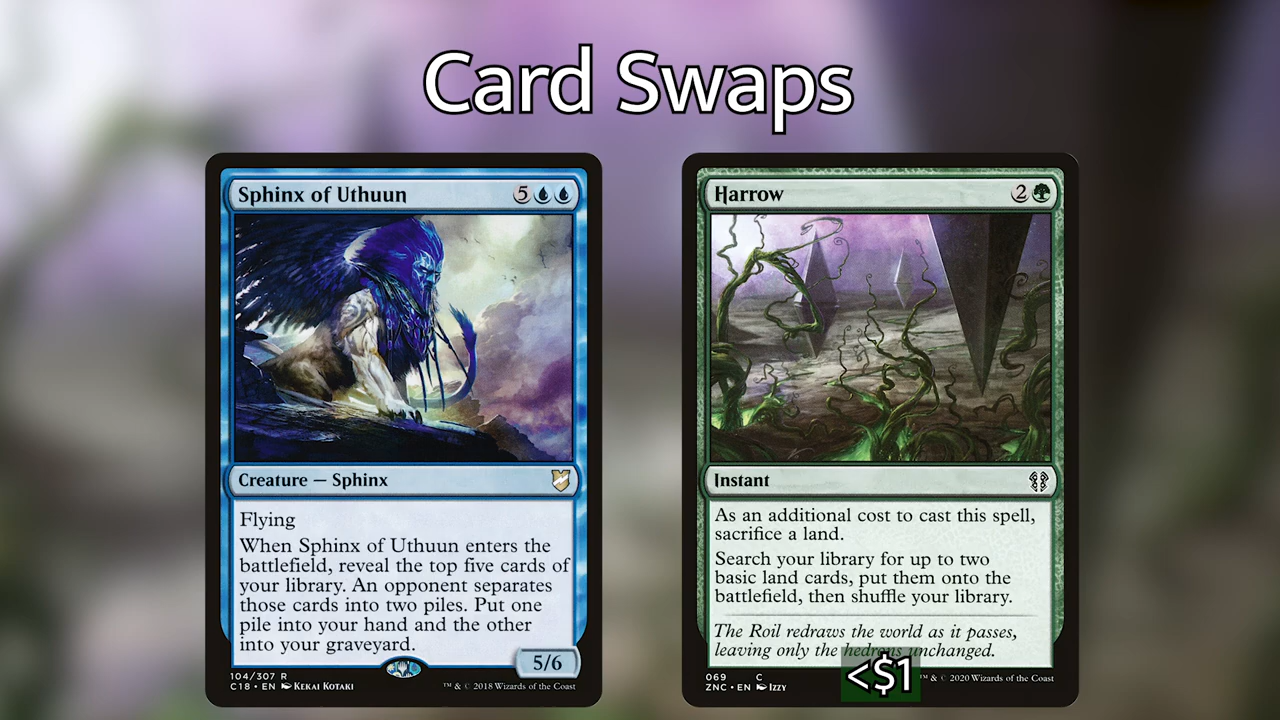 Card Swaps
Sphinx of Uthuun
5
Creature — Sphinx
Flying
When Sphinx of Uthuun enters the
battlefield, reveal the top five cards of
your library. An opponent separates
those cards into two piles. Put one
pile into your hand and the other
into your graveyard.
5/6
104/307 R
C18 • EN Kekai Kotaki
™ & © 2018 Wizards of the Coast
Harrow
2
Instant
As an additional cost to cast this spell,
sacrifice a land.
Search your library for up to two
basic land cards, put them onto the
battlefield, then shuffle your library.
The Roil redraws the world as it passes,
leaving only the hedrons unchanged.
<$1
069 C
ZNC • EN Izzy
™ & © 2020 Wizards of the Coast